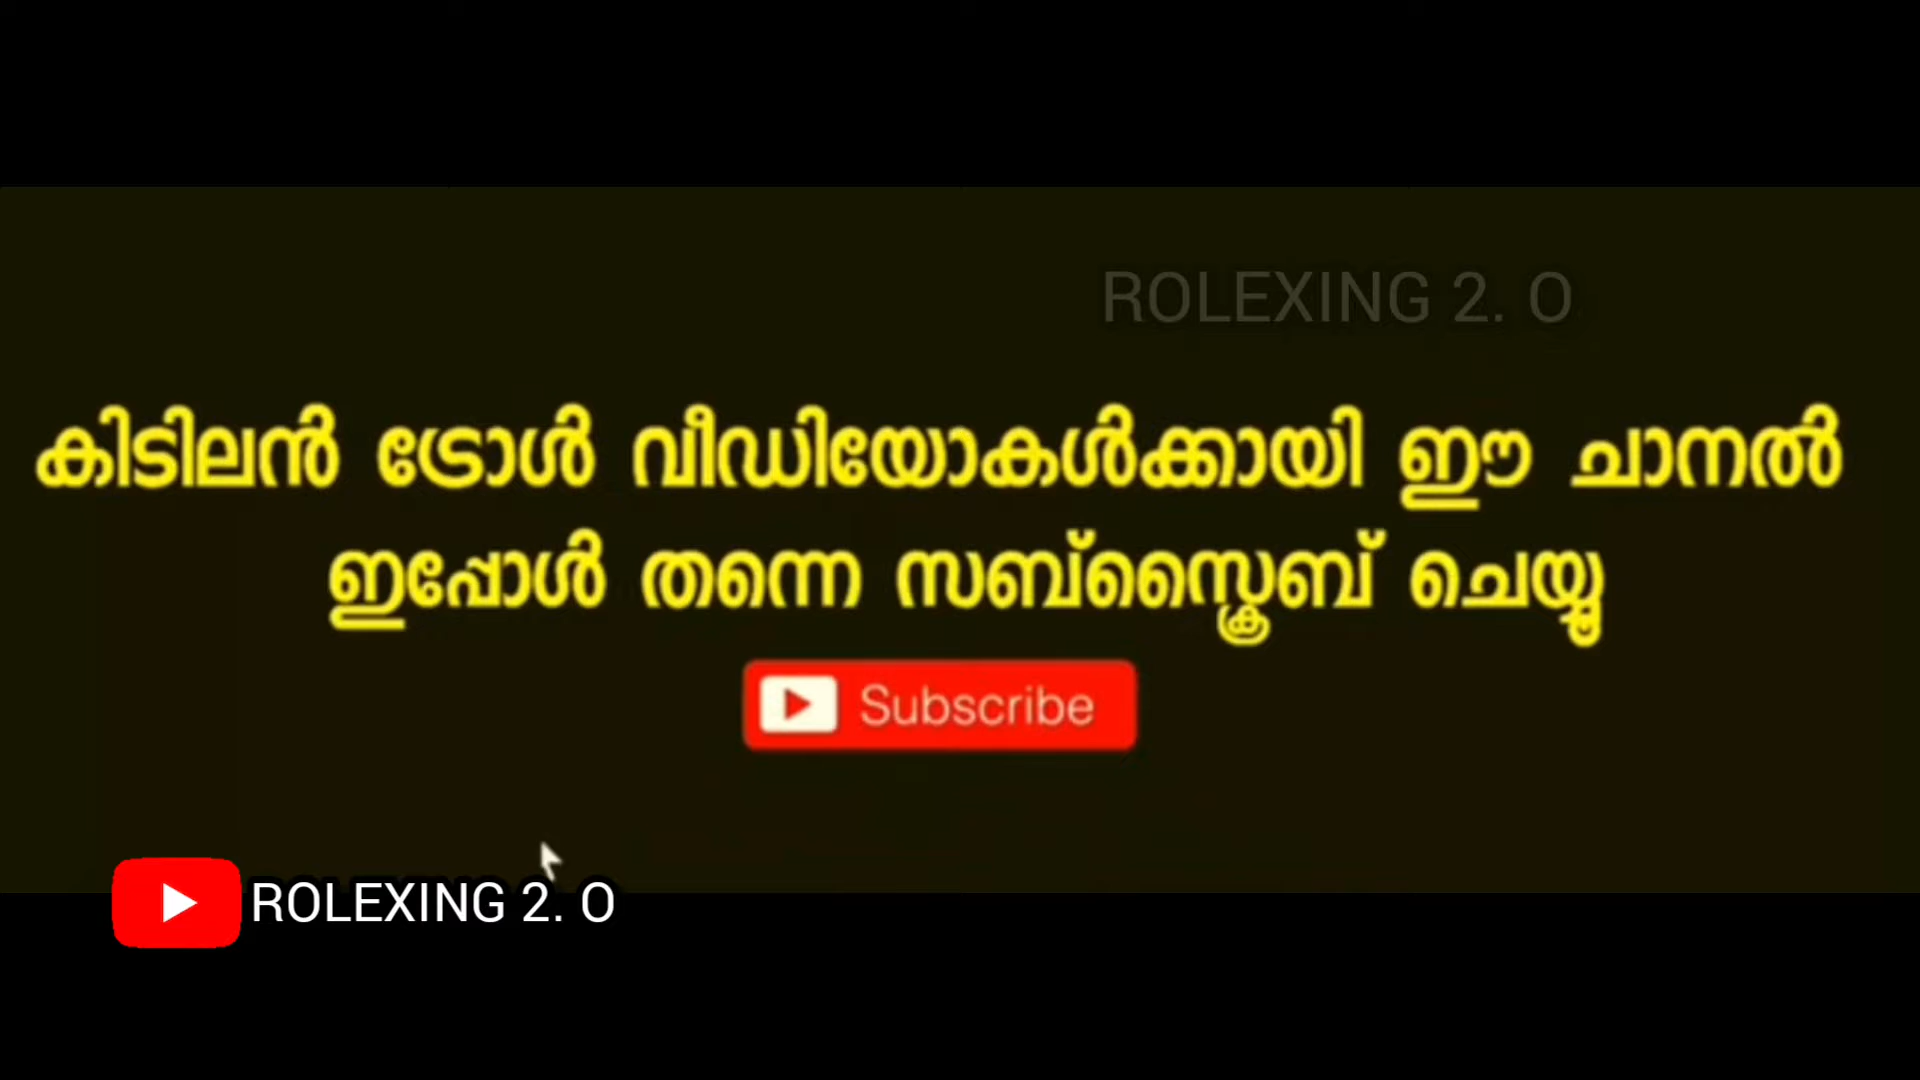 ROLEXING 2. O
കിടിലൻ ട്രോൾ വീഡിയോകൾക്കായി ഈ ചാനൽ
ഇപ്പോൾ തന്നെ സബ്സ്ക്രൈബ് ചെയ്യൂ
Subscribe
ROLEXING 2. O